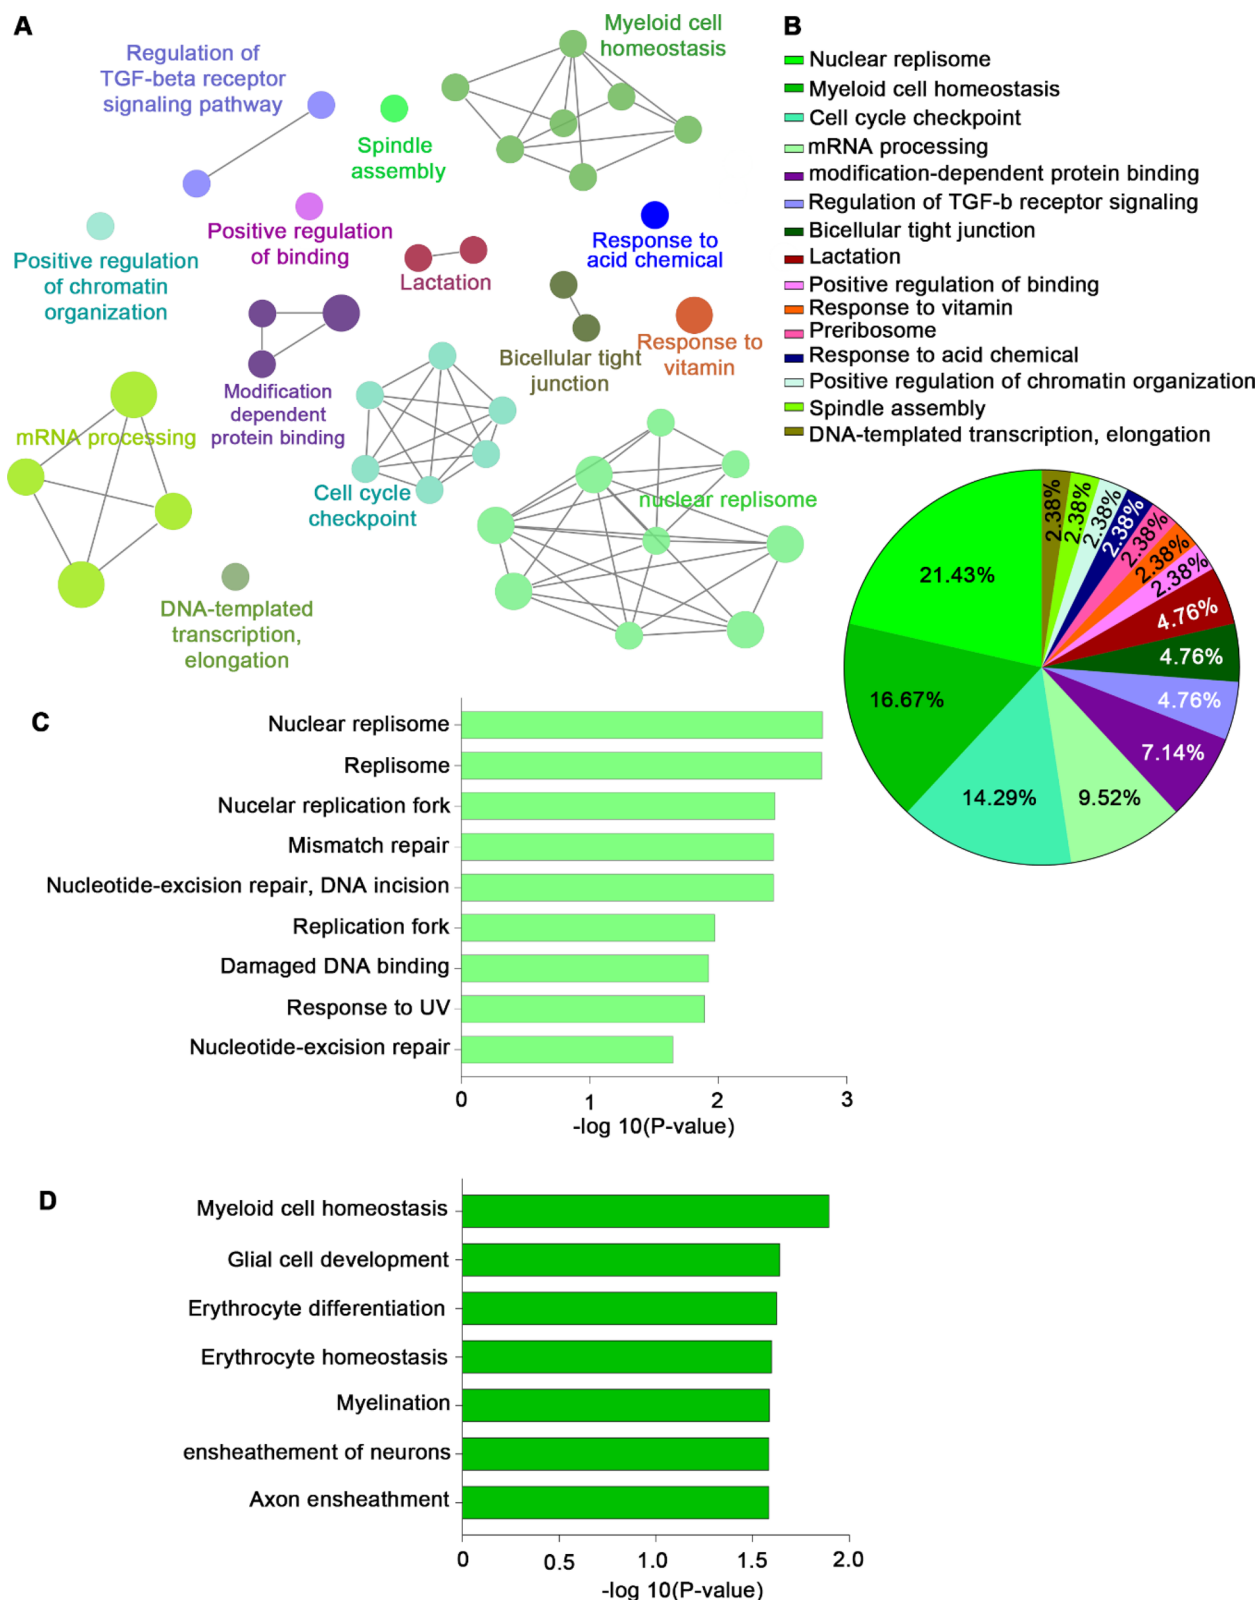 A
Regulation of
TGF-beta receptor
signaling pathway
Spindle
assembly
Myeloid cell
homeostasis
Positive regulation
of chromatin
organization
Positive regulation
of binding
Lactation
Response to
acid chemical
Modification
dependent
protein binding
Bicellular tight
junction
Response to
vitamin
mRNA processing
Cell cycle
checkpoint
nuclear replisome
DNA-templated
transcription,
elongation
B
Nuclear replisome
Myeloid cell homeostasis
Cell cycle checkpoint
mRNA processing
modification-dependent protein binding
Regulation of TGF-b receptor signaling
Bicellular tight junction
Lactation
Positive regulation of binding
Response to vitamin
Preribosome
Response to acid chemical
Positive regulation of chromatin organization
Spindle assembly
DNA-templated transcription, elongation
21.43%
16.67%
14.29%
9.52%
7.14%
4.76%
4.76%
4.76%
2.38%
2.38%
2.38%
2.38%
2.38%
2.38%
2.38%
C
Nuclear replisome
Replisome
Nucelar replication fork
Mismatch repair
Nucleotide-excision repair, DNA incision
Replication fork
Damaged DNA binding
Response to UV
Nucleotide-excision repair
0 1 2 3
-log 10(P-value)
D
Myeloid cell homeostasis
Glial cell development
Erythrocyte differentiation
Erythrocyte homeostasis
Myelination
ensheathement of neurons
Axon ensheathment
0 0.5 1.0 1.5 2.0
-log 10(P-value)